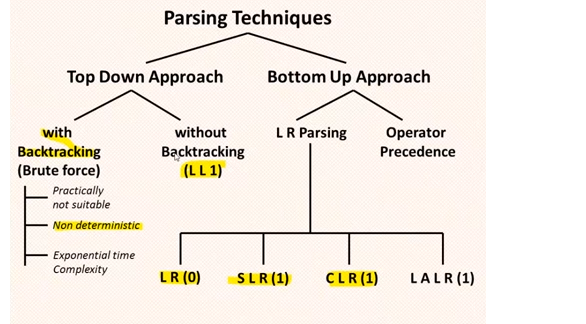 Parsing Techniques
Top Down Approach
Bottom Up Approach
with
Backtracking
(Brute force)
without
Backtracking
(L L 1)
L R Parsing
Operator
Precedence
Practically
not suitable
Non deterministic
Exponential time
Complexity
L R (0)
S L R (1)
C L R (1)
L A L R (1)